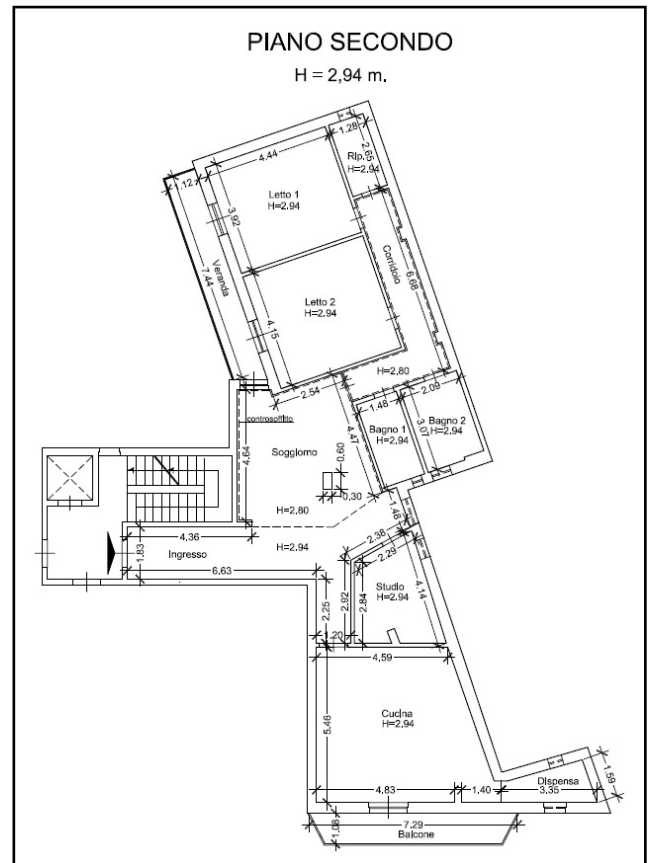 PIANO SECONDO
H = 2,94 m.
1.28
Rip.
H=2.94
2.65
4.44
1.12
Letto 1
H=2.94
3.92
7.44
Veranda
Corridoio
6.68
Letto 2
H=2.94
4.15
H=2,80
2.54
2.09
1.48
controsoffitto
4.64
4.47
Bagno 1
H=2.94
3.07
Bagno 2
H=2.94
Soggiorno
0.60
0.30
H=2,80
1.48
4.36
1.83
Ingresso
H=2.94
2.38
2.29
6.63
Studio
H=2.94
4.14
2.25
2.92
2.84
1.20
4.59
Cucina
H=2.94
5.46
Dispensa
1.59
4.83
1.40
3.35
7.29
1.08
Balcone